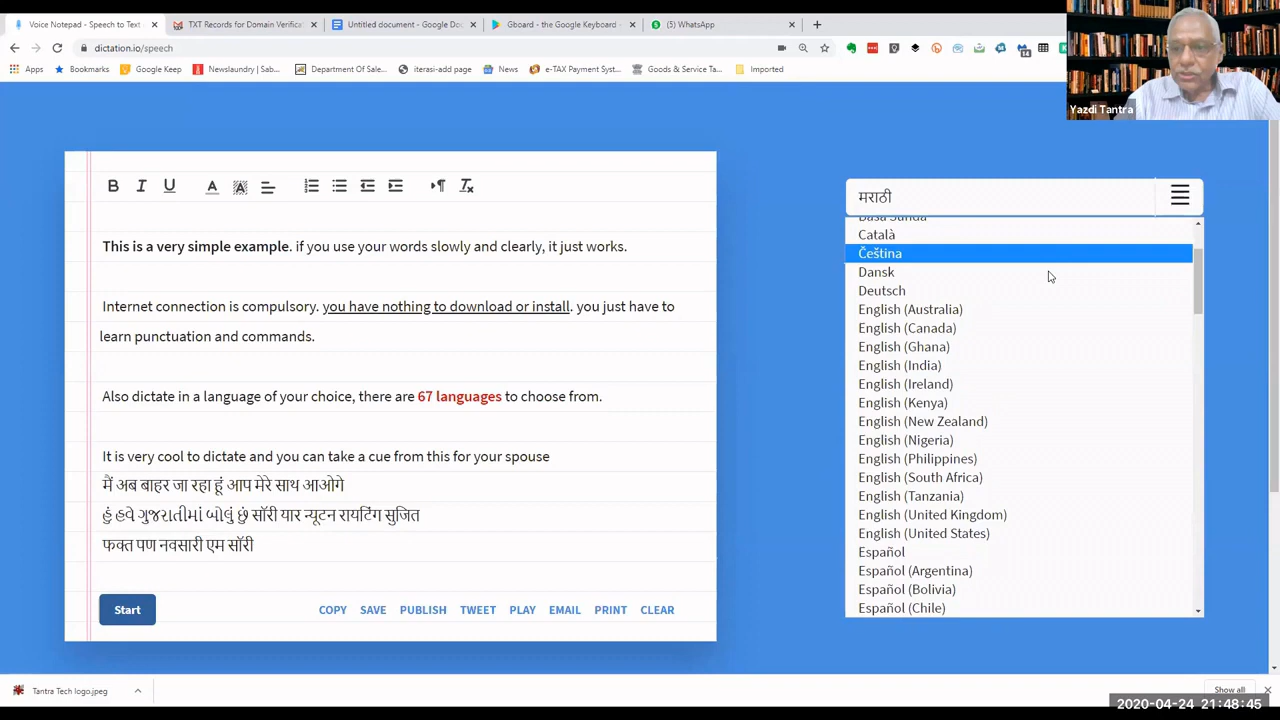 Voice Notepad - Speech to Text
TXT Records for Domain Verific
Untitled document - Google Doc
Gboard - the Google Keyboard -
(5) WhatsApp
dictation.io/speech
14
Apps
Bookmarks
Google Keep
Newslaundry | Sab...
Department Of Sale...
iterasi-add page
News
e-TAX Payment Syst...
Goods & Service Ta...
Imported
Yazdi Tantra
This is a very simple example. if you use your words slowly and clearly, it just works.
Internet connection is compulsory. you have nothing to download or install. you just have to
learn punctuation and commands.
Also dictate in a language of your choice, there are 67 languages to choose from.
It is very cool to dictate and you can take a cue from this for your spouse
मैं अब बाहर जा रहा हूं आप मेरे साथ आओगे
હું હવે ગુજરાતીમાં બોલું છું सॉरी यार न्यूटन रायटिंग सुजित
फक्त पण नवसारी एम सॉरी
Start
COPY SAVE PUBLISH TWEET PLAY EMAIL PRINT CLEAR
मराठी
Basa Sunda
Català
Čeština
Dansk
Deutsch
English (Australia)
English (Canada)
English (Ghana)
English (India)
English (Ireland)
English (Kenya)
English (New Zealand)
English (Nigeria)
English (Philippines)
English (South Africa)
English (Tanzania)
English (United Kingdom)
English (United States)
Español
Español (Argentina)
Español (Bolivia)
Español (Chile)
Tantra Tech logo.jpeg
Show all
2020-04-24 21:48:45